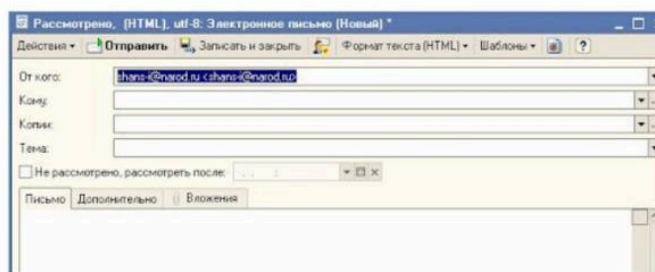 Рассмотрено, (HTML), utf-8: Электронное письмо (Новый) *
Действия Отправить Записать и закрыть Формат текста (HTML) Шаблоны ?
От кого: shans-i@narod.ru <shans-i@narod.ru>
Кому:
Копии:
Тема:
Не рассмотрено, рассмотреть после: . . :
Письмо Дополнительно Вложения